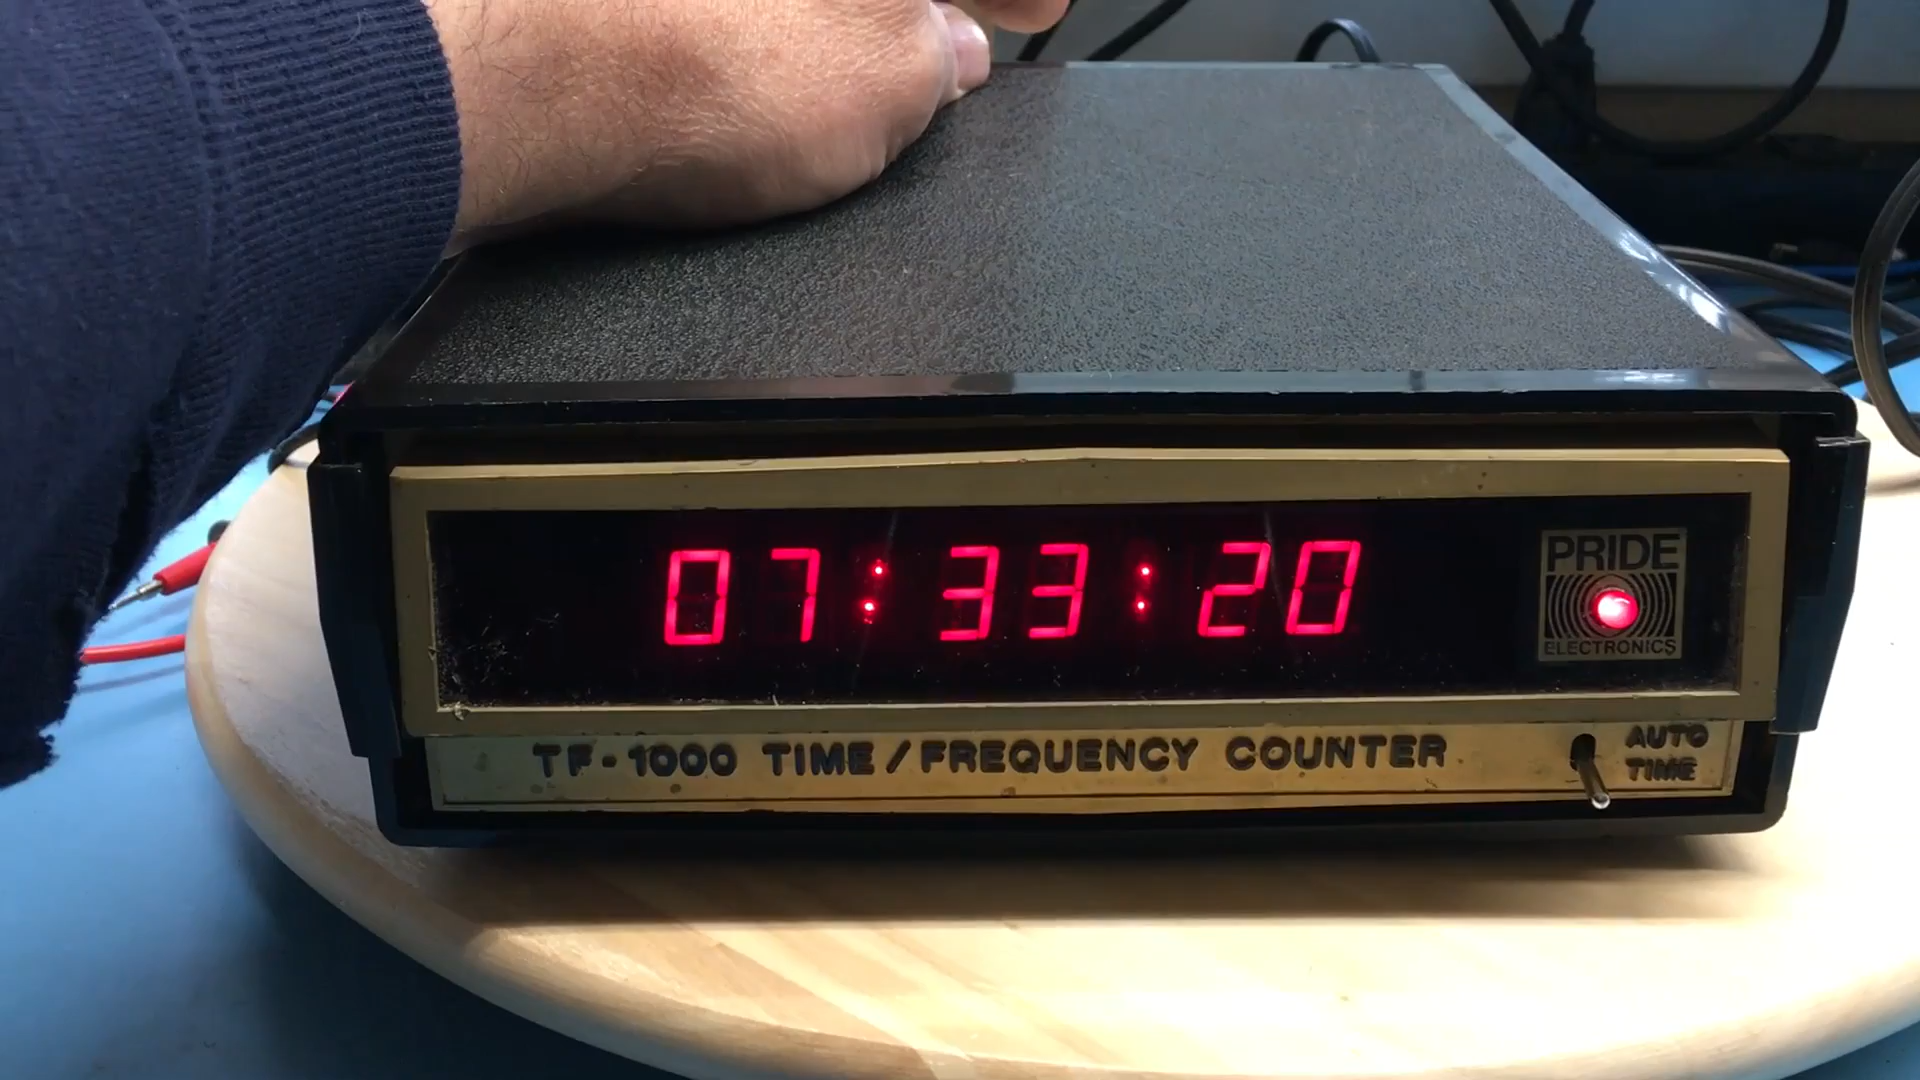 07:33:20
PRIDE
ELECTRONICS
TF-1000 TIME/FREQUENCY COUNTER
AUTO
TIME